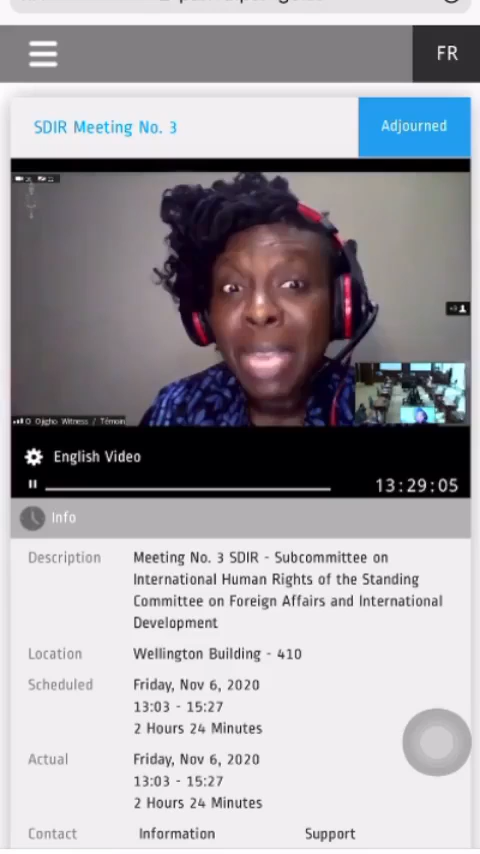 FR
SDIR Meeting No. 3
Adjourned
O. Ojigho Witness / Témoin
English Video
13:29:05
Info
Description
Meeting No. 3 SDIR - Subcommittee on
International Human Rights of the Standing
Committee on Foreign Affairs and International
Development
Location
Wellington Building - 410
Scheduled
Friday, Nov 6, 2020
13:03 - 15:27
2 Hours 24 Minutes
Actual
Friday, Nov 6, 2020
13:03 - 15:27
2 Hours 24 Minutes
Contact
Information
Support